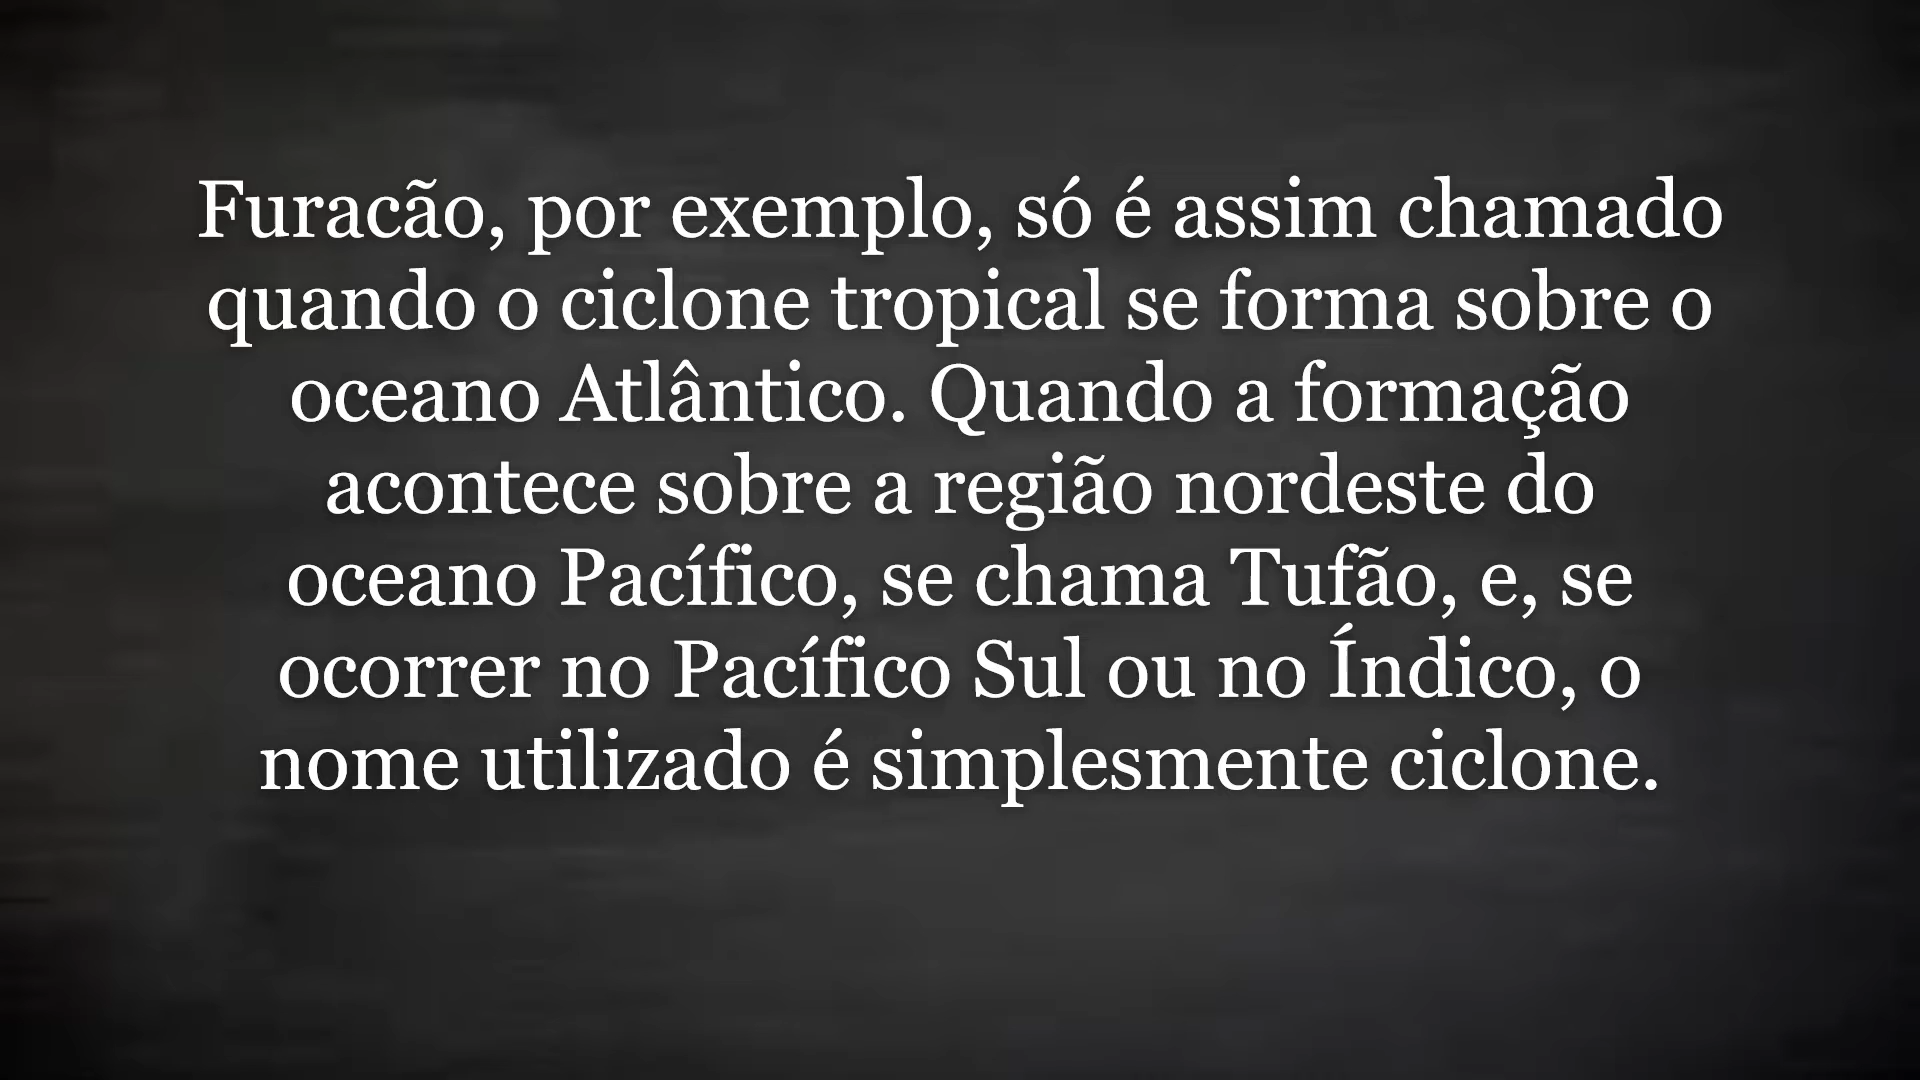 Furacão, por exemplo, só é assim chamado
quando o ciclone tropical se forma sobre o
oceano Atlântico. Quando a formação
acontece sobre a região nordeste do
oceano Pacífico, se chama Tufão, e, se
ocorrer no Pacífico Sul ou no Índico, o
nome utilizado é simplesmente ciclone.